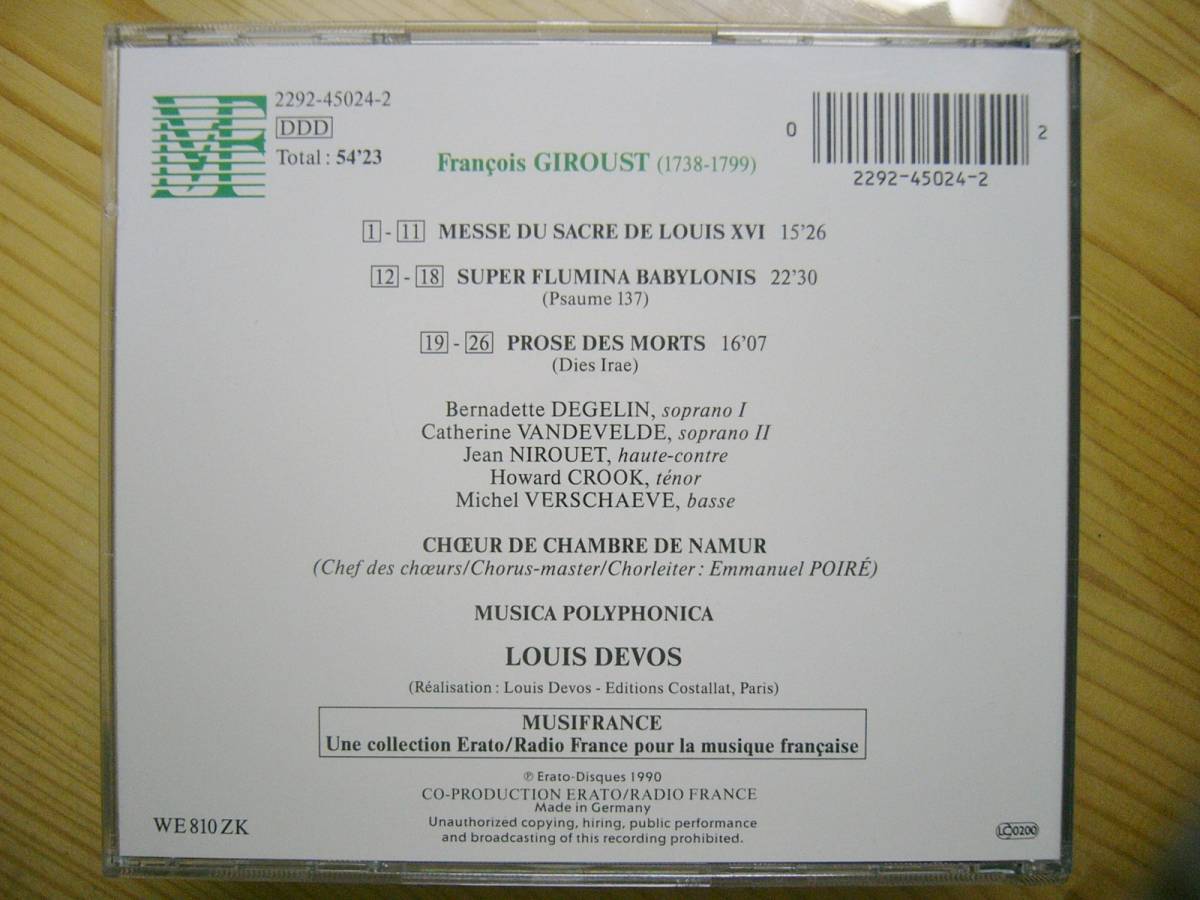 MF
2292-45024-2
DDD
Total : 54'23
François GIROUST (1738-1799)
0
2
2292-45024-2
1 - 11 MESSE DU SACRE DE LOUIS XVI 15'26
12 - 18 SUPER FLUMINA BABYLONIS 22'30
(Psaume 137)
19 - 26 PROSE DES MORTS 16'07
(Dies Irae)
Bernadette DEGELIN, soprano I
Catherine VANDEVELDE, soprano II
Jean NIROUET, haute-contre
Howard CROOK, ténor
Michel VERSCHAEVE, basse
CHŒUR DE CHAMBRE DE NAMUR
(Chef des chœurs/Chorus-master/Chorleiter : Emmanuel POIRÉ)
MUSICA POLYPHONICA
LOUIS DEVOS
(Réalisation : Louis Devos - Editions Costallat, Paris)
MUSIFRANCE
Une collection Erato/Radio France pour la musique française
℗ Erato-Disques 1990
CO-PRODUCTION ERATO/RADIO FRANCE
Made in Germany
Unauthorized copying, hiring, public performance
and broadcasting of this recording prohibited.
WE 810 ZK
LC 0200